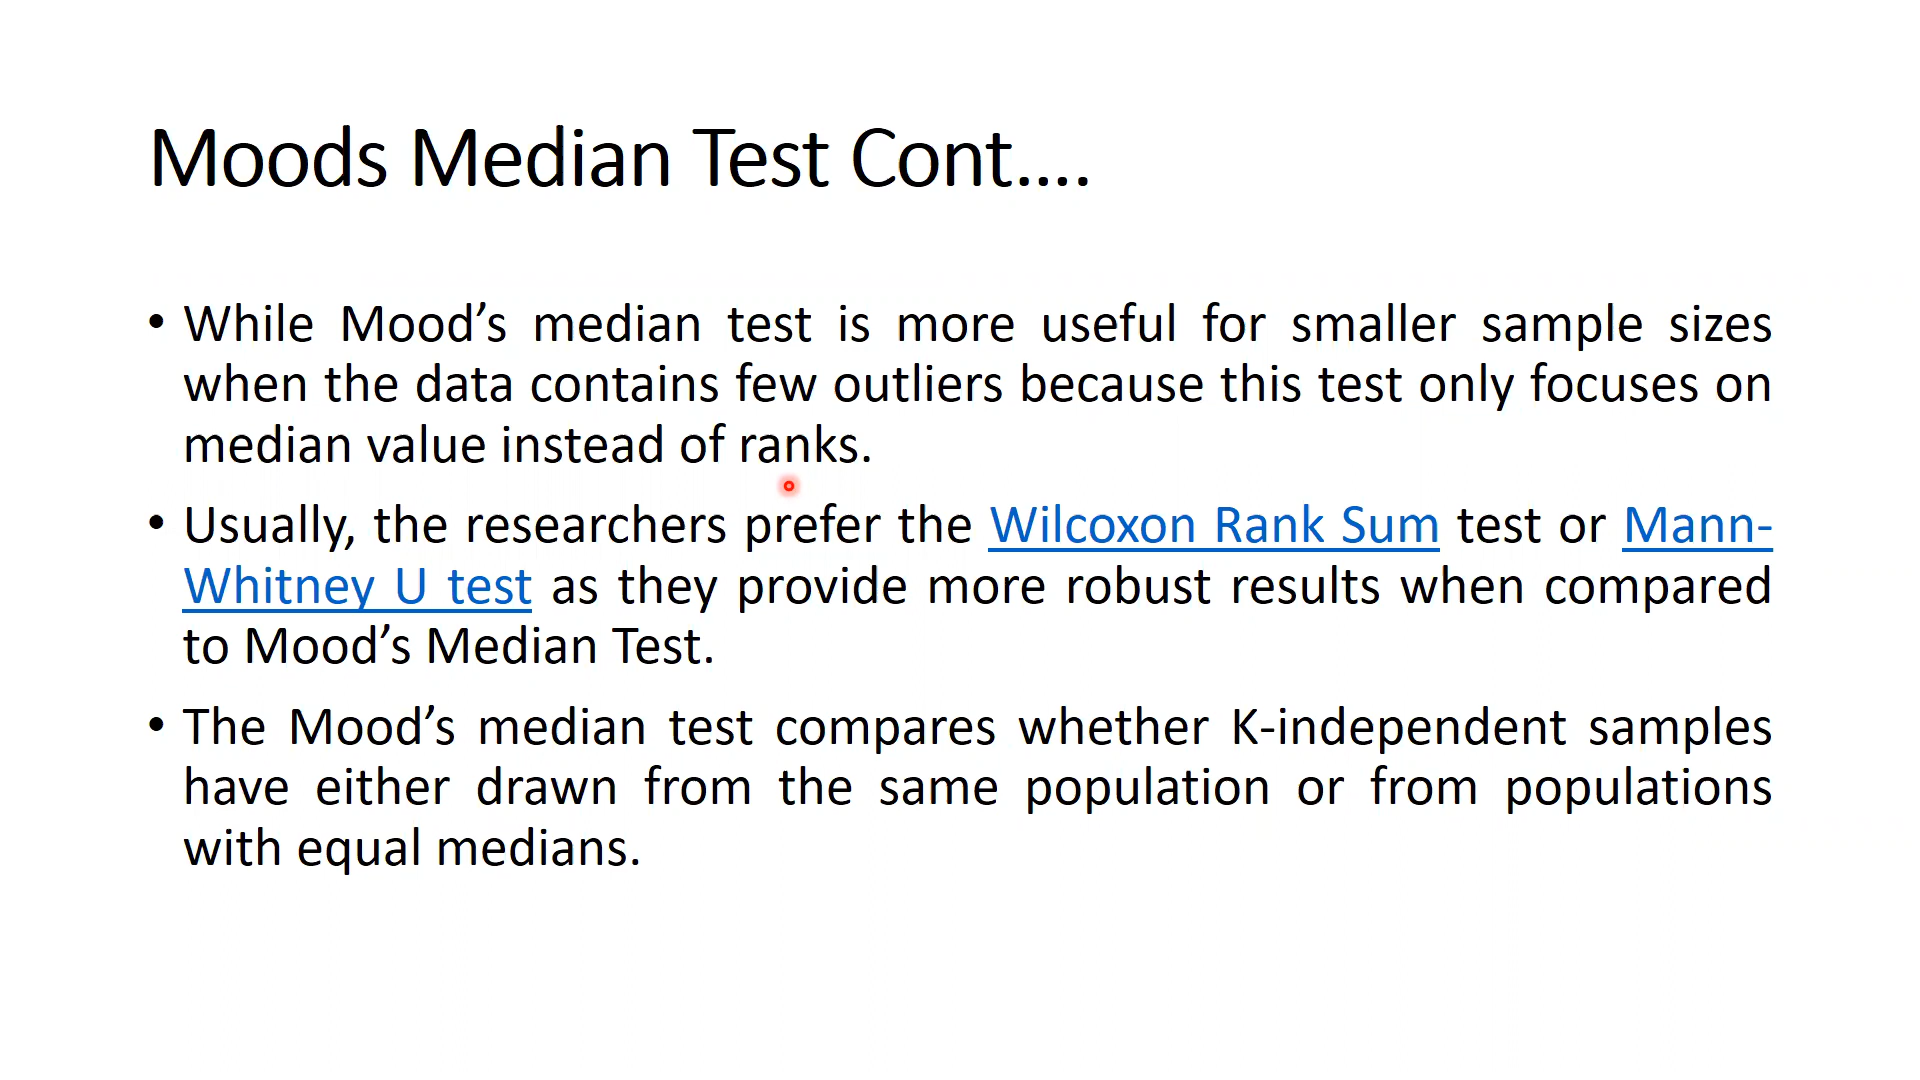 Moods Median Test Cont....
• While Mood’s median test is more useful for smaller sample sizes
when the data contains few outliers because this test only focuses on
median value instead of ranks.
• Usually, the researchers prefer the Wilcoxon Rank Sum test or Mann-
Whitney U test as they provide more robust results when compared
to Mood’s Median Test.
• The Mood’s median test compares whether K-independent samples
have either drawn from the same population or from populations
with equal medians.